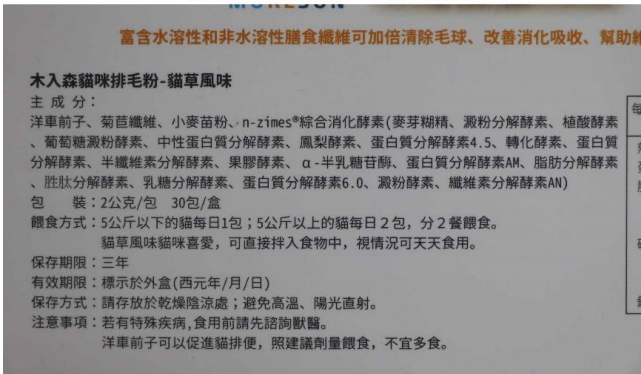 MORESON
富含水溶性和非水溶性膳食纖維可加倍清除毛球、改善消化吸收、幫助維
木入森貓咪排毛粉-貓草風味
主 成 分：
洋車前子、菊苣纖維、小麥苗粉、n-zimes®綜合消化酵素(麥芽糊精、澱粉分解酵素、植酸酵素
、葡萄糖澱粉酵素、中性蛋白質分解酵素、鳳梨酵素、蛋白質分解酵素4.5、轉化酵素、蛋白質
分解酵素、半纖維素分解酵素、果膠酵素、α-半乳糖苷酶、蛋白質分解酵素AM、脂肪分解酵素
、胜肽分解酵素、乳糖分解酵素、蛋白質分解酵素6.0、澱粉酵素、纖維素分解酵素AN)
包 裝：2公克/包 30包/盒
餵食方式：5公斤以下的貓每日1包；5公斤以上的貓每日２包，分２餐餵食。
貓草風味貓咪喜愛，可直接拌入食物中，視情況可天天食用。
保存期限：三年
有效期限：標示於外盒(西元年/月/日)
保存方式：請存放於乾燥陰涼處；避免高溫、陽光直射。
注意事項：若有特殊疾病,食用前請先諮詢獸醫。
洋車前子可以促進貓排便，照建議劑量餵食，不宜多食。
每